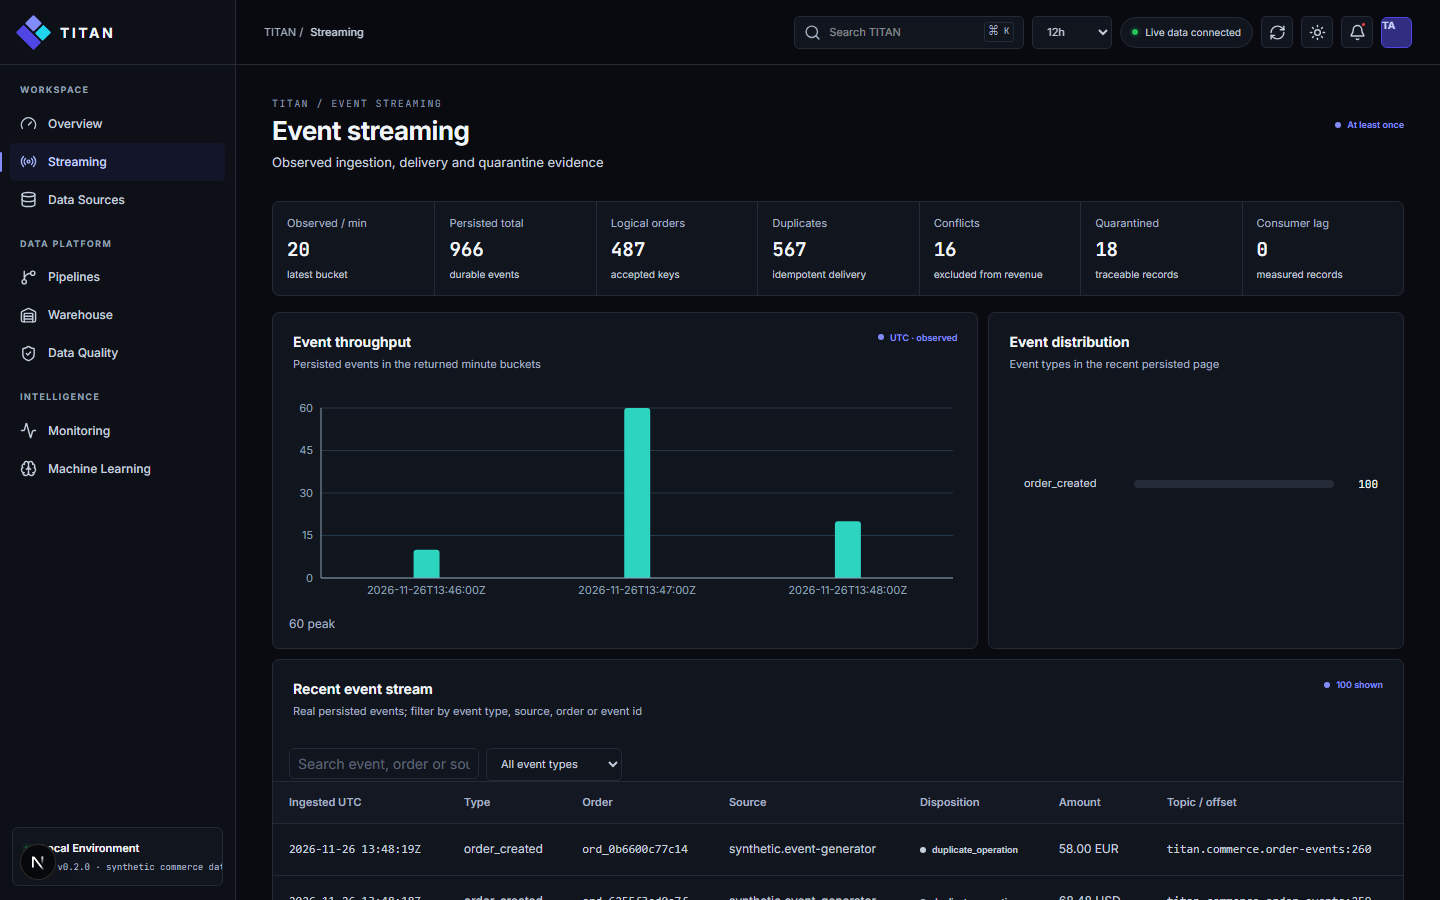 TITAN
TITAN / Streaming
Search TITAN
⌘ K
12h
Live data connected
TA
WORKSPACE
Overview
Streaming
Data Sources
DATA PLATFORM
Pipelines
Warehouse
Data Quality
INTELLIGENCE
Monitoring
Machine Learning
ocal Environment
N
v0.2.0 · synthetic commerce dat
TITAN / EVENT STREAMING
Event streaming
At least once
Observed ingestion, delivery and quarantine evidence
Observed / min
20
latest bucket
Persisted total
966
durable events
Logical orders
487
accepted keys
Duplicates
567
idempotent delivery
Conflicts
16
excluded from revenue
Quarantined
18
traceable records
Consumer lag
0
measured records
Event throughput
UTC · observed
Persisted events in the returned minute buckets
60
45
30
15
0
2026-11-26T13:46:00Z
2026-11-26T13:47:00Z
2026-11-26T13:48:00Z
60 peak
Event distribution
Event types in the recent persisted page
order_created
100
Recent event stream
100 shown
Real persisted events; filter by event type, source, order or event id
Search event, order or sou
All event types
Ingested UTC Type Order Source Disposition Amount Topic / offset
2026-11-26 13:48:19Z order_created ord_0b6600c77c14 synthetic.event-generator duplicate_operation 58.00 EUR titan.commerce.order-events:260